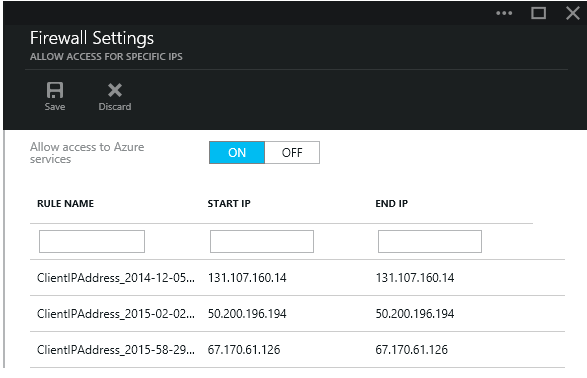 Firewall Settings
ALLOW ACCESS FOR SPECIFIC IPS
Save Discard
Allow access to Azure
services
ON OFF
RULE NAME START IP END IP
ClientIPAddress_2014-12-05... 131.107.160.14 131.107.160.14
ClientIPAddress_2015-02-02... 50.200.196.194 50.200.196.194
ClientIPAddress_2015-58-29... 67.170.61.126 67.170.61.126